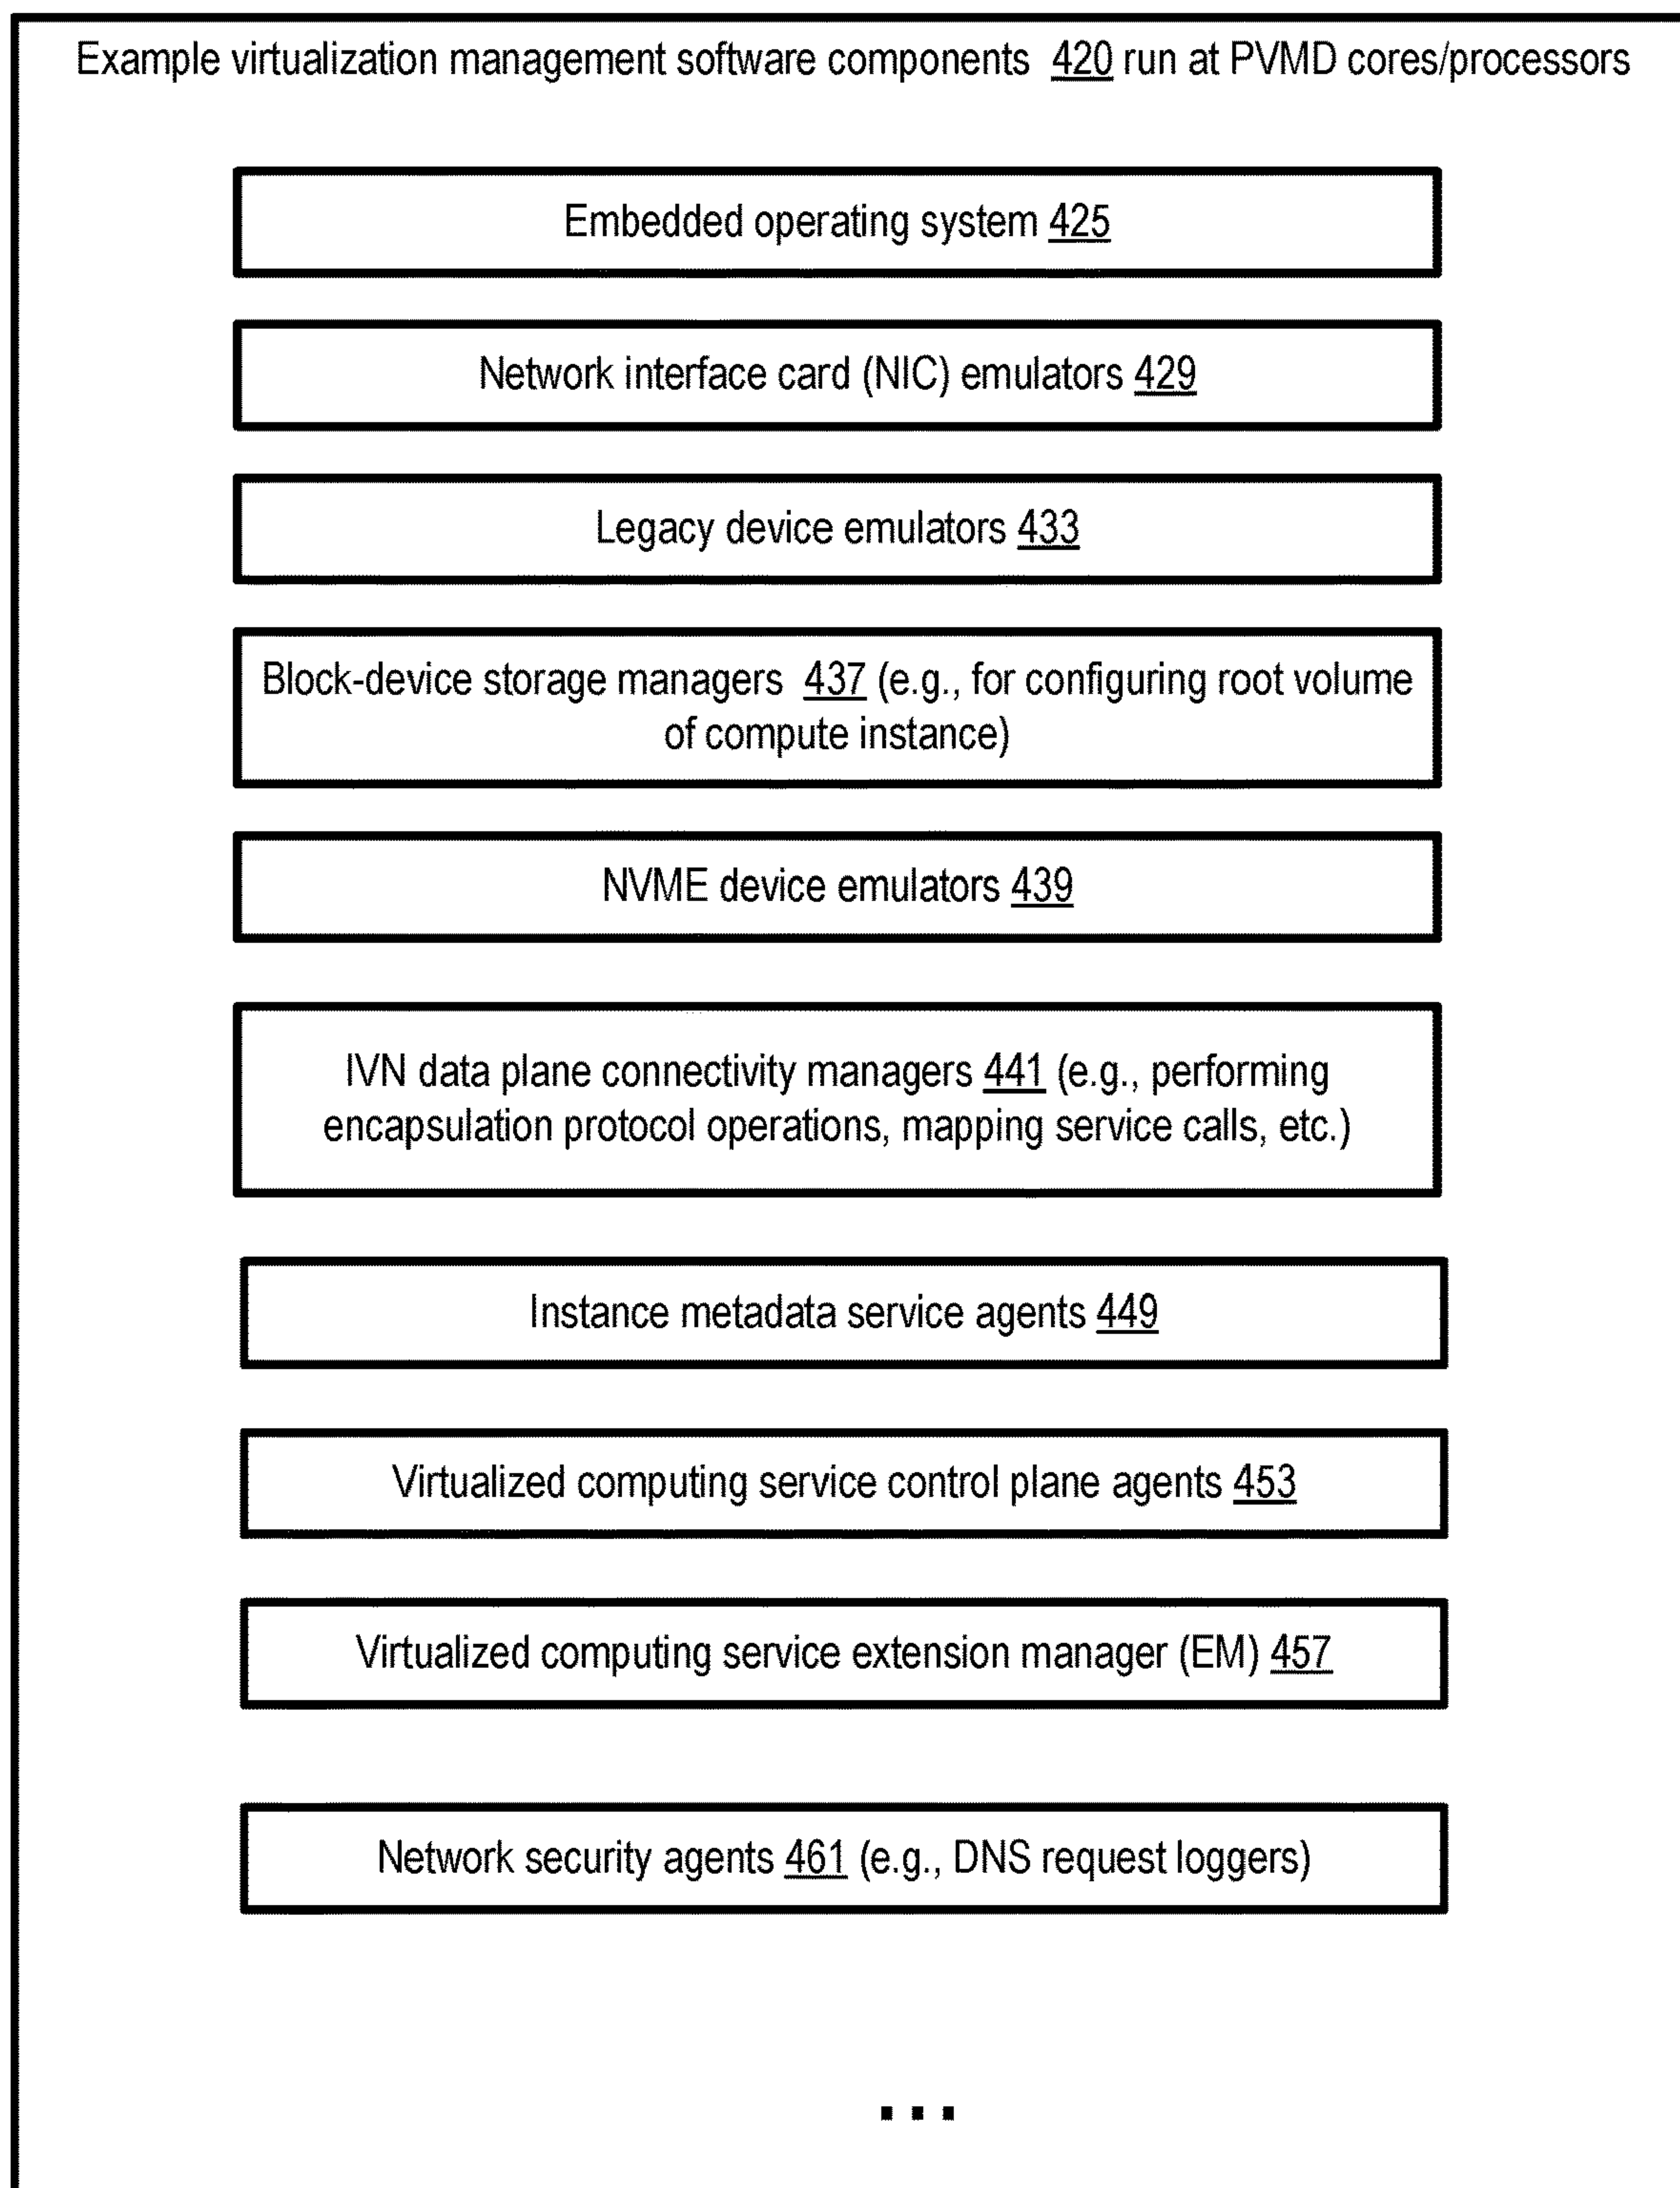 Example virtualization management software components 420 run at PVMD cores/processors
Embedded operating system 425
Network interface card (NIC) emulators 429
Legacy device emulators 433
Block-device storage managers 437 (e.g., for configuring root volume
of compute instance)
NVME device emulators 439
IVN data plane connectivity managers 441 (e.g., performing
encapsulation protocol operations, mapping service calls, etc.)
Instance metadata service agents 449
Virtualized computing service control plane agents 453
Virtualized computing service extension manager (EM) 457
Network security agents 461 (e.g., DNS request loggers)
...